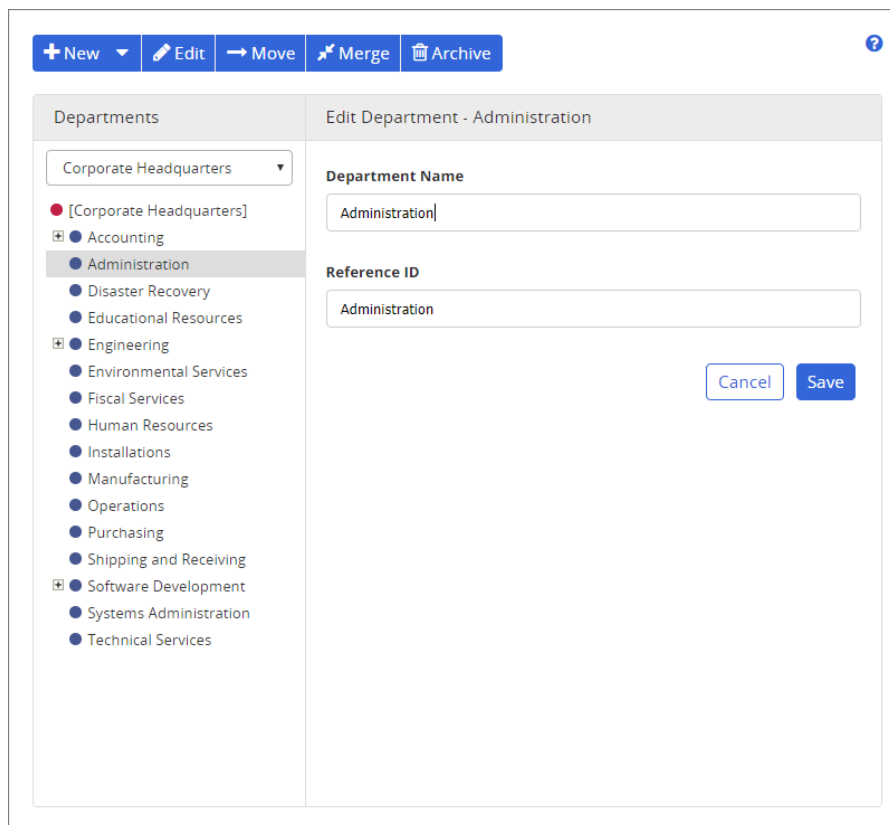 New Edit Move Merge Archive
Departments
Corporate Headquarters
[Corporate Headquarters]
Accounting
Administration
Disaster Recovery
Educational Resources
Engineering
Environmental Services
Fiscal Services
Human Resources
Installations
Manufacturing
Operations
Purchasing
Shipping and Receiving
Software Development
Systems Administration
Technical Services
Edit Department - Administration
Department Name
Administration
Reference ID
Administration
Cancel Save